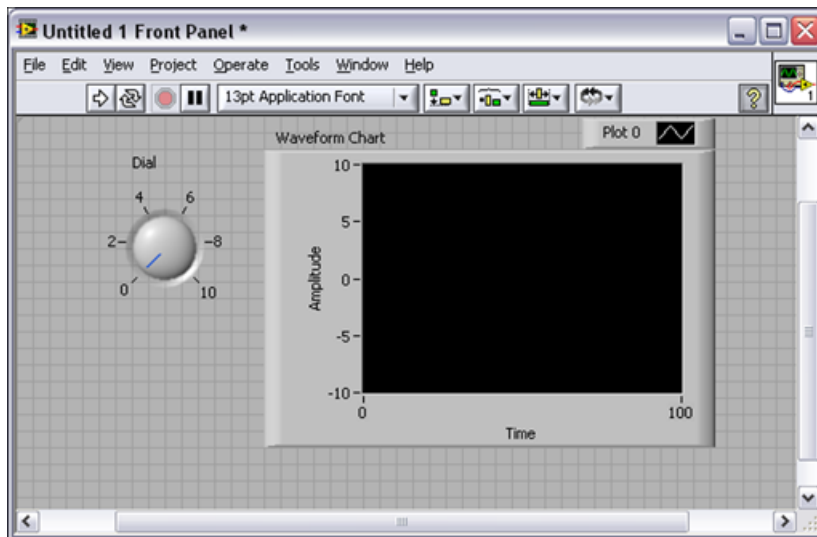 Untitled 1 Front Panel *
File Edit View Project Operate Tools Window Help
13pt Application Font
?
1
Waveform Chart
Plot 0
Dial
4 6
2 8
0 10
10
5
0
-5
-10
Amplitude
0 100
Time